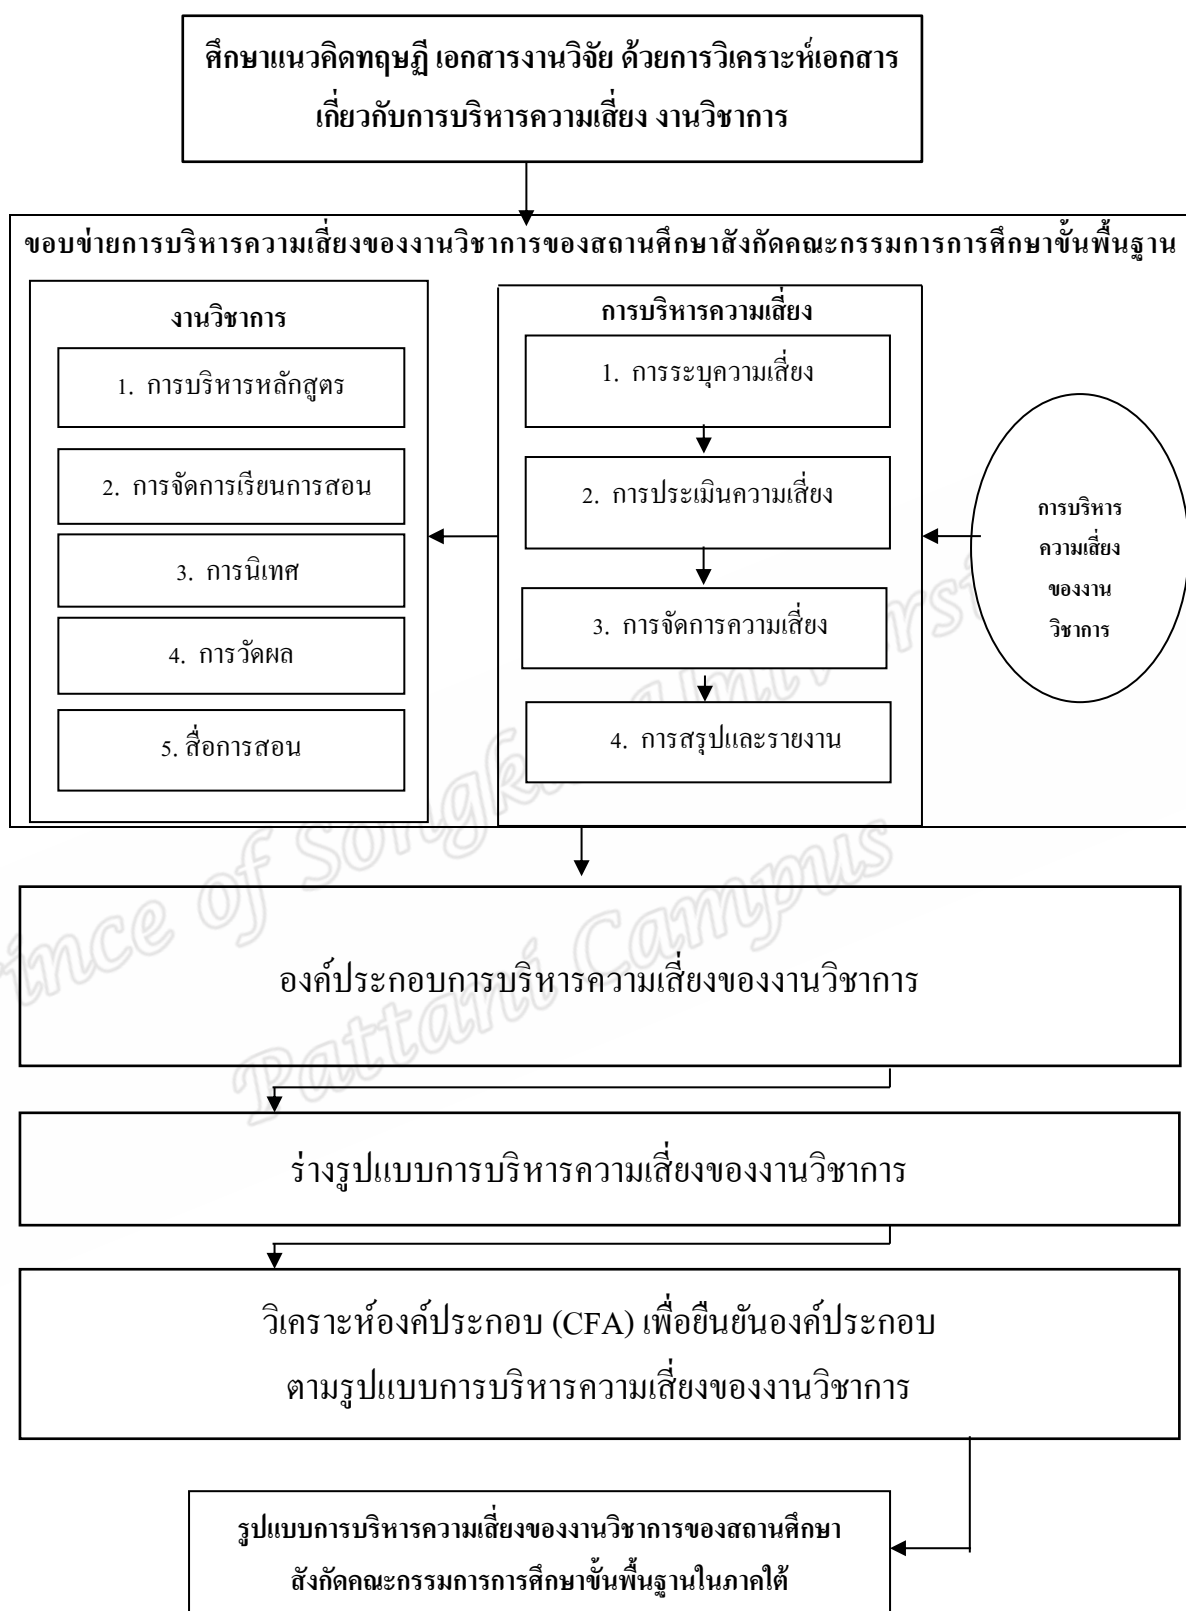 ศึกษาแนวคิดทฤษฎี เอกสารงานวิจัย ด้วยการวิเคราะห์เอกสาร
เกี่ยวกับการบริหารความเสี่ยง งานวิชาการ
ขอบข่ายการบริหารความเสี่ยงของงานวิชาการของสถานศึกษาสังกัดคณะกรรมการการศึกษาขั้นพื้นฐาน
งานวิชาการ
1. การบริหารหลักสูตร
2. การจัดการเรียนการสอน
3. การนิเทศ
4. การวัดผล
5. สื่อการสอน
การบริหารความเสี่ยง
1. การระบุความเสี่ยง
2. การประเมินความเสี่ยง
3. การจัดการความเสี่ยง
4. การสรุปและรายงาน
การบริหาร
ความเสี่ยง
ของงาน
วิชาการ
องค์ประกอบการบริหารความเสี่ยงของงานวิชาการ
ร่างรูปแบบการบริหารความเสี่ยงของงานวิชาการ
วิเคราะห์องค์ประกอบ (CFA) เพื่อยืนยันองค์ประกอบ
ตามรูปแบบการบริหารความเสี่ยงของงานวิชาการ
รูปแบบการบริหารความเสี่ยงของงานวิชาการของสถานศึกษา
สังกัดคณะกรรมการการศึกษาขั้นพื้นฐานในภาคใต้
of
Pattani Campus